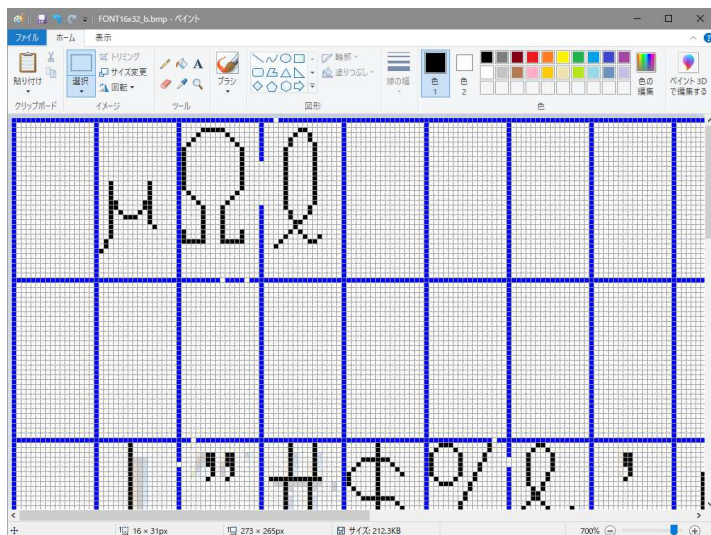 FONT16x32_b.bmp - ペイント
ファイル ホーム 表示
貼り付け 選択 トリミング サイズ変更 回転 A ブラシ 輪郭 塗りつぶし 線の幅 色 1 色 2 色の編集 ペイント 3D で編集する
クリップボード イメージ ツール 図形 色
μ Ω ℓ
" # ¢ % ℓ '
16 × 31px 273 × 265px サイズ: 212.3KB 700%